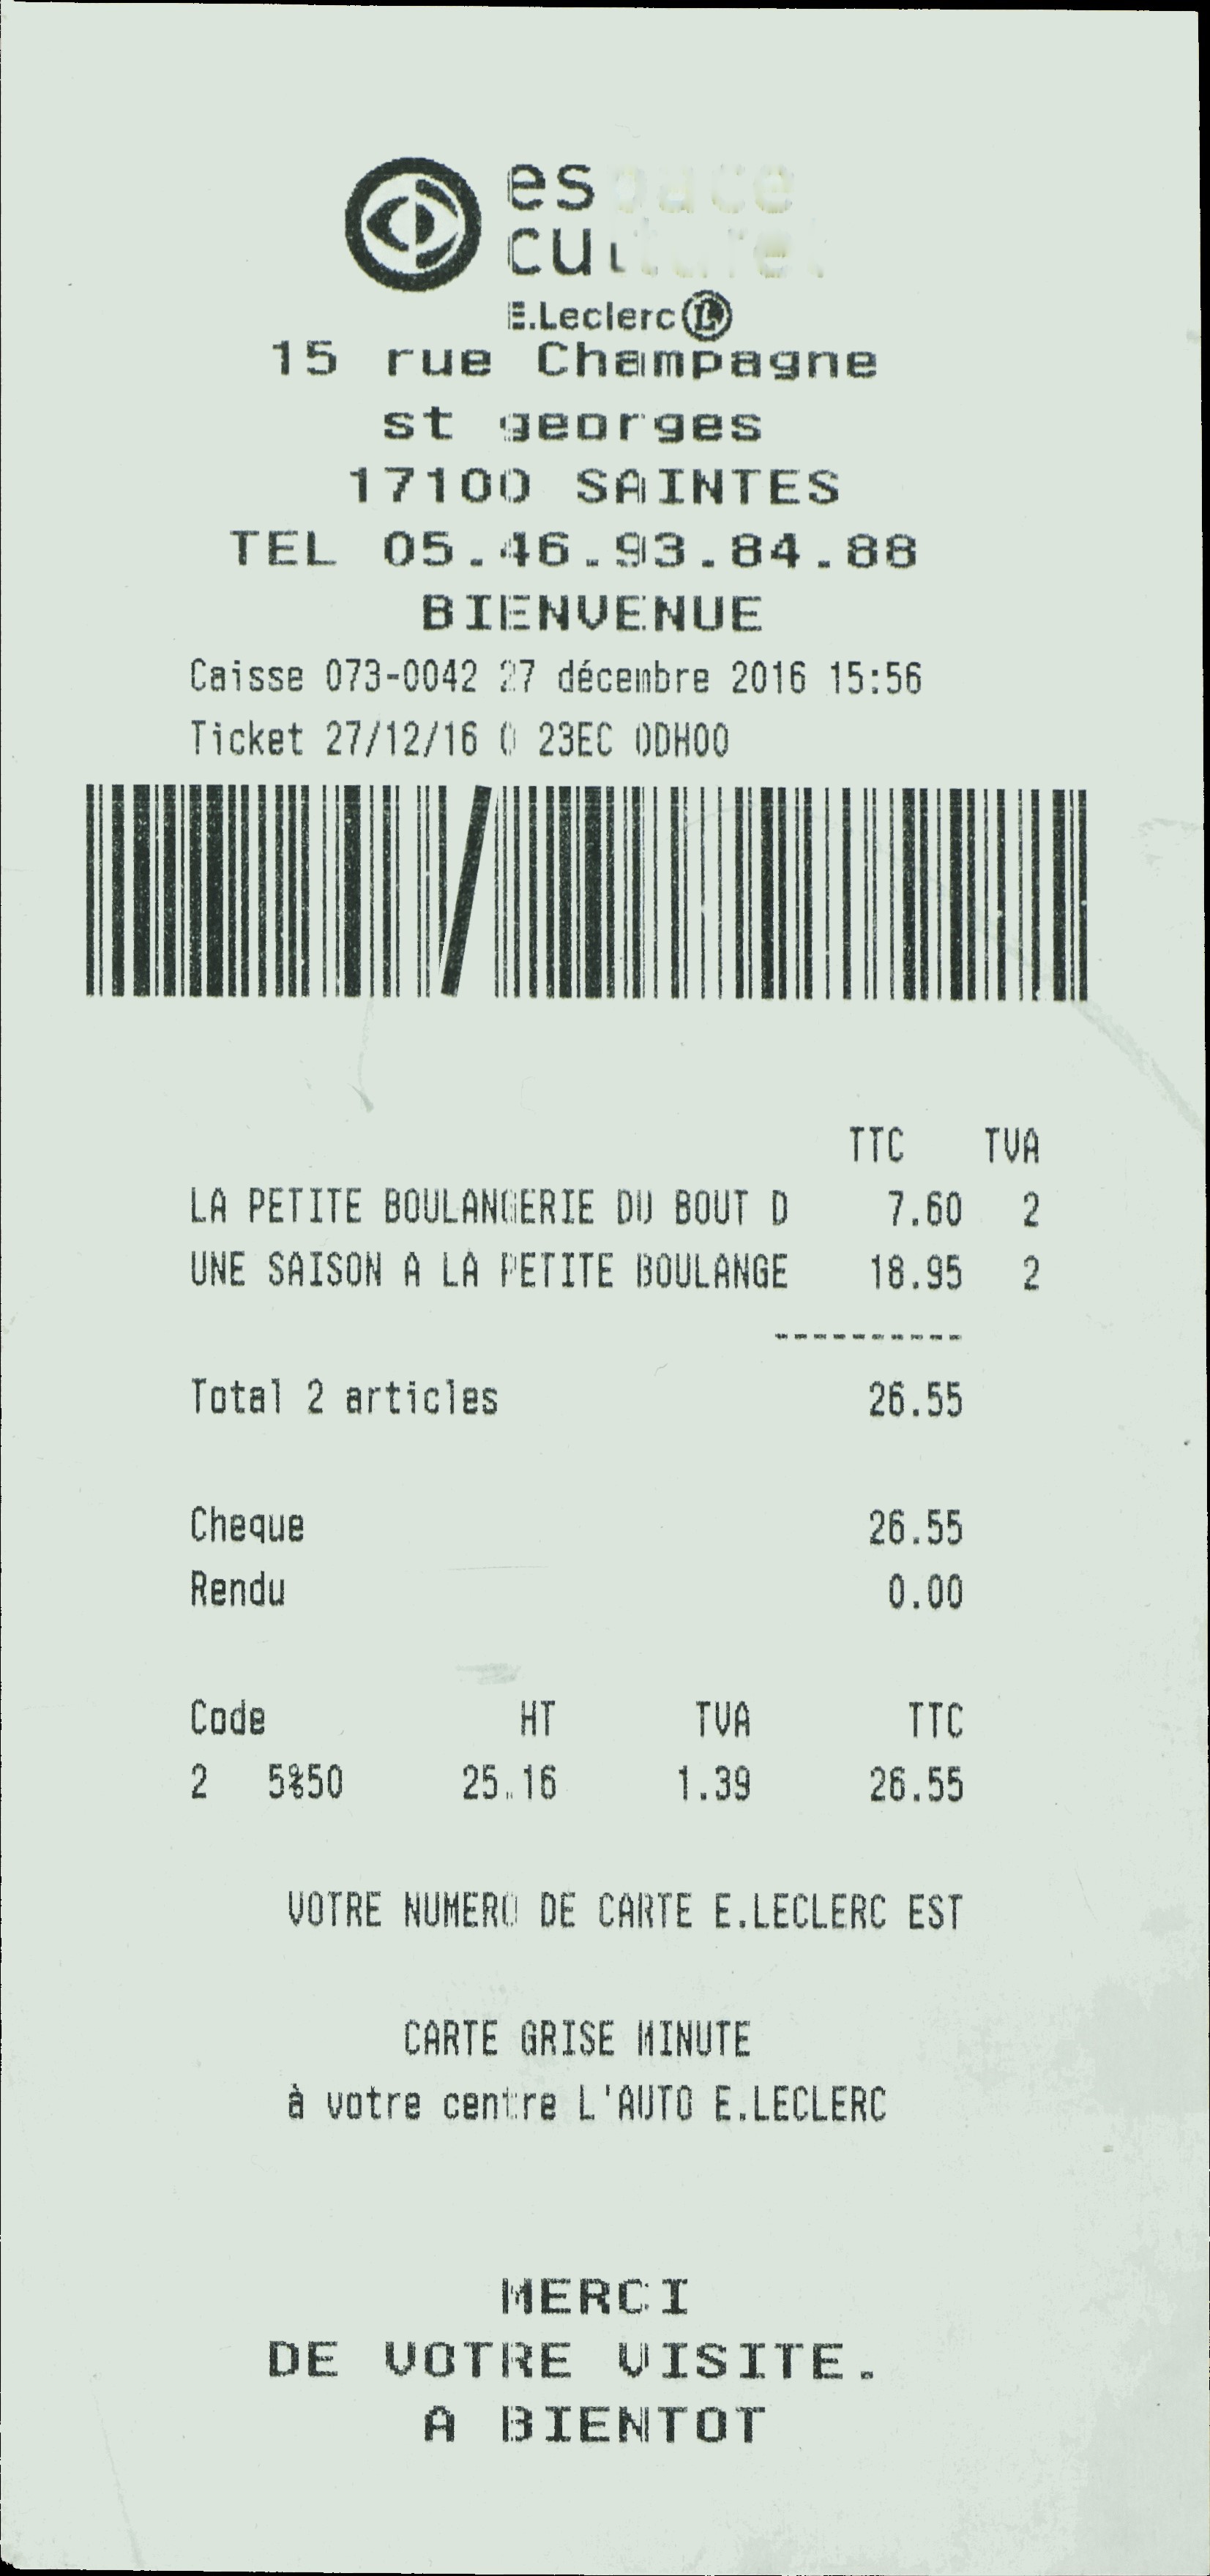 espace
culturel
E.Leclerc L
15 rue Champagne
st georges
17100 SAINTES
TEL 05.46.93.84.88
BIENVENUE
Caisse 073-0042 27 décembre 2016 15:56
Ticket 27/12/16 0 23EC 0DH00
TTC TVA
LA PETITE BOULANGERIE DU BOUT D 7.60 2
UNE SAISON A LA PETITE BOULANGE 18.95 2
----------
Total 2 articles 26.55
Cheque 26.55
Rendu 0.00
Code HT TVA TTC
2 5%50 25.16 1.39 26.55
VOTRE NUMERO DE CARTE E.LECLERC EST
CARTE GRISE MINUTE
à votre centre L'AUTO E.LECLERC
MERCI
DE VOTRE VISITE.
A BIENTOT